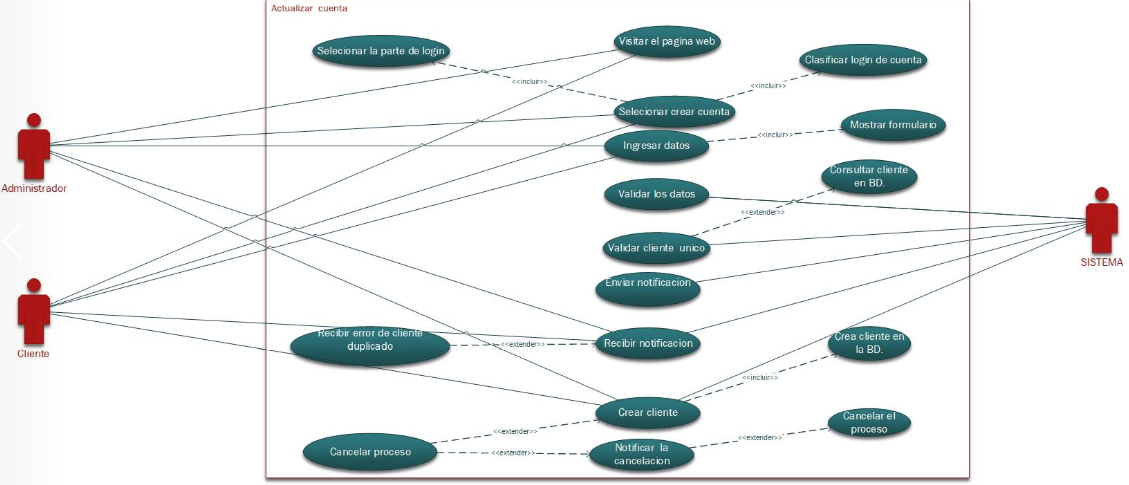 Actualizar cuenta
Visitar el pagina web
Selecionar la parte de login
Clasificar login de cuenta
<<incluir>>
<<incluir>>
Selecionar crear cuenta
Mostrar formulario
<<incluir>>
Ingresar datos
Consultar cliente
en BD.
Administrador
Validar los datos
<<extender>>
Validar cliente unico
SISTEMA
Enviar notificacion
Recibir error de cliente
duplicado
<<extender>>
Recibir notificacion
Crea cliente en
la BD.
Cliente
<<incluir>>
Crear cliente
Cancelar el
proceso
<<extender>>
<<extender>>
Cancelar proceso
<<extender>>
Notificar la
cancelacion